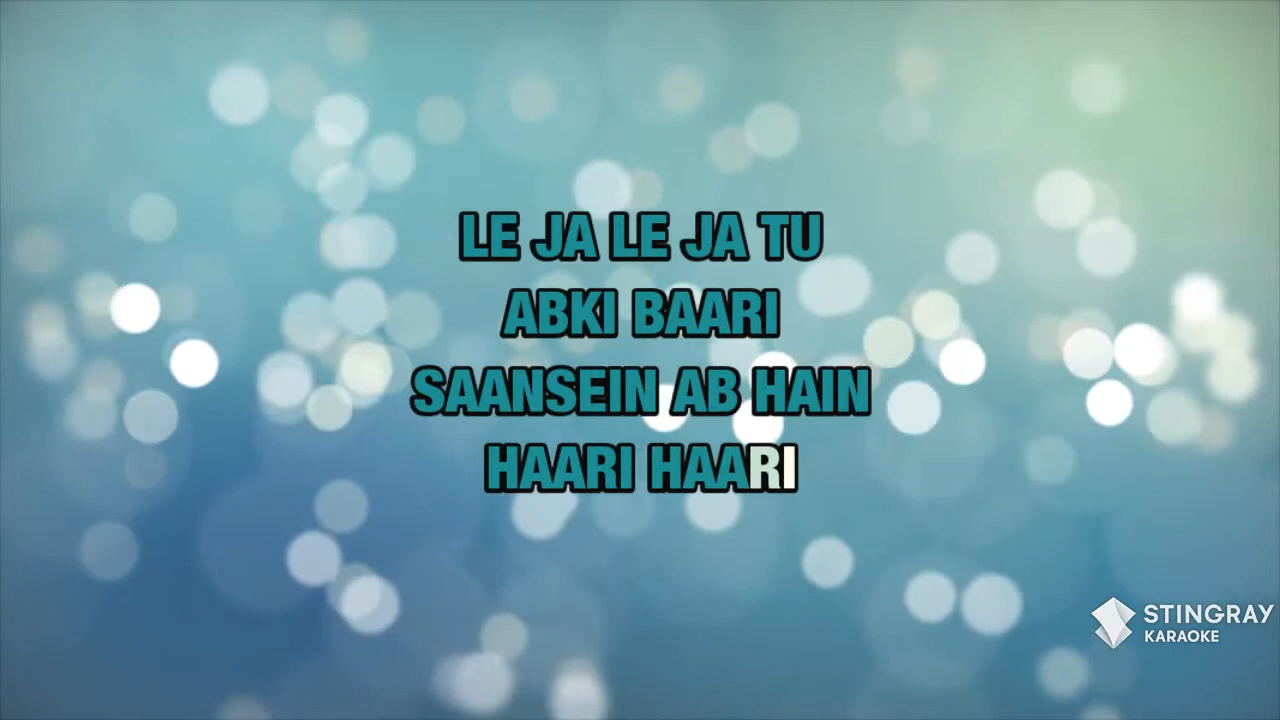 LE JA LE JA TU
ABKI BAARI
SAANSEIN AB HAIN
HAARI HAARI
STINGRAY
KARAOKE